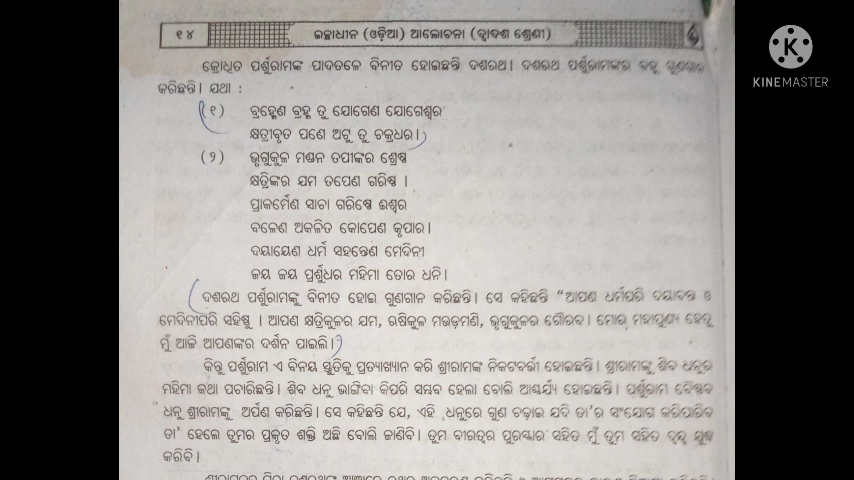 ୧୪ ଇଚ୍ଛାଧୀନ (ଓଡ଼ିଆ) ଆଲୋଚନା (ଦ୍ୱାଦଶ ଶ୍ରେଣୀ)
KINEMASTER
କ୍ରୋଧିତ ପର୍ଶୁରାମଙ୍କ ପାଦତଳେ ବିନୀତ ହୋଇଛନ୍ତି ଦଶରଥ। ଦଶରଥ ପର୍ଶୁରାମଙ୍କର ବହୁ ଗୁଣଗାନ
କରିଛନ୍ତି। ଯଥା :
(୧) ବ୍ରହ୍ମେଣ ବ୍ରହ୍ମ ତୁ ଯୋଗେଣ ଯୋଗେଶ୍ୱର
କ୍ଷତ୍ରୀବୃତ ପଣେ ଅଟୁ ତୁ ଚକ୍ରଧର।
(୨) ଭୃଗୁକୁଳ ମଣ୍ଡନ ତପୀଙ୍କର ଶ୍ରେଷ୍ଠ
କ୍ଷତ୍ରିଙ୍କର ଯମ ତପେଣ ଗରିଷ୍ଠ ।
ପ୍ରାକର୍ମେଣ ସାଚା ଗରିଷ୍ଠେ ଈଶ୍ୱର
ବଳେଣ ଅକଳିତ କୋପେଣ କୃପାର।
ଦୟାୟେଣ ଧର୍ମ ସହନ୍ତେଣ ମେଦିନୀ
ଜୟ ଜୟ ପ୍ରର୍ଶୁଧର ମହିମା ତୋର ଧନି।
ଦଶରଥ ପର୍ଶୁରାମଙ୍କୁ ବିନୀତ ହୋଇ ଗୁଣଗାନ କରିଛନ୍ତି। ସେ କହିଛନ୍ତି “ଆପଣ ଧର୍ମପରି ଦୟାବନ୍ତ ଓ
ମେଦିନୀପରି ସହିଷ୍ଣୁ । ଆପଣ କ୍ଷତ୍ରିକୁଳର ଯମ, ଋଷିକୁଳ ମଉଡ଼ମଣି, ଭୃଗୁକୁଳର ଗୌରବ। ମୋର ମହାପୁଣ୍ୟ ହେତୁ
ମୁଁ ଆଜି ଆପଣଙ୍କର ଦର୍ଶନ ପାଇଲି।”
କିନ୍ତୁ ପର୍ଶୁରାମ ଏ ବିନୟ ସ୍ତୁତିକୁ ପ୍ରତ୍ୟାଖ୍ୟାନ କରି ଶ୍ରୀରାମଙ୍କ ନିକଟବର୍ତ୍ତୀ ହୋଇଛନ୍ତି। ଶ୍ରୀରାମଙ୍କୁ ଶିବ ଧନୁର
ମହିମା କଥା ପଚାରିଛନ୍ତି। ଶିବ ଧନୁ ଭାଙ୍ଗିବା କିପରି ସମ୍ଭବ ହେଲା ବୋଲି ଆଶ୍ଚର୍ଯ୍ୟ ହୋଇଛନ୍ତି। ପର୍ଶୁରାମ ବୈଷ୍ଣବ
ଧନୁ ଶ୍ରୀରାମଙ୍କୁ ଅର୍ପଣ କରିଛନ୍ତି। ସେ କହିଛନ୍ତି ଯେ, ଏହି ଧନୁରେ ଗୁଣ ଚଢ଼ାଇ ଯଦି ତା’ର ସଂଯୋଗ କରିପାରିବ
ତା’ ହେଲେ ତୁମର ପ୍ରକୃତ ଶକ୍ତି ଅଛି ବୋଲି ଜାଣିବି। ତୁମ ବୀରତ୍ୱର ପୁରସ୍କାର ସହିତ ମୁଁ ତୁମ ସହିତ ଦ୍ୱନ୍ଦ୍ୱ ଯୁଦ୍ଧ
କରିବି।